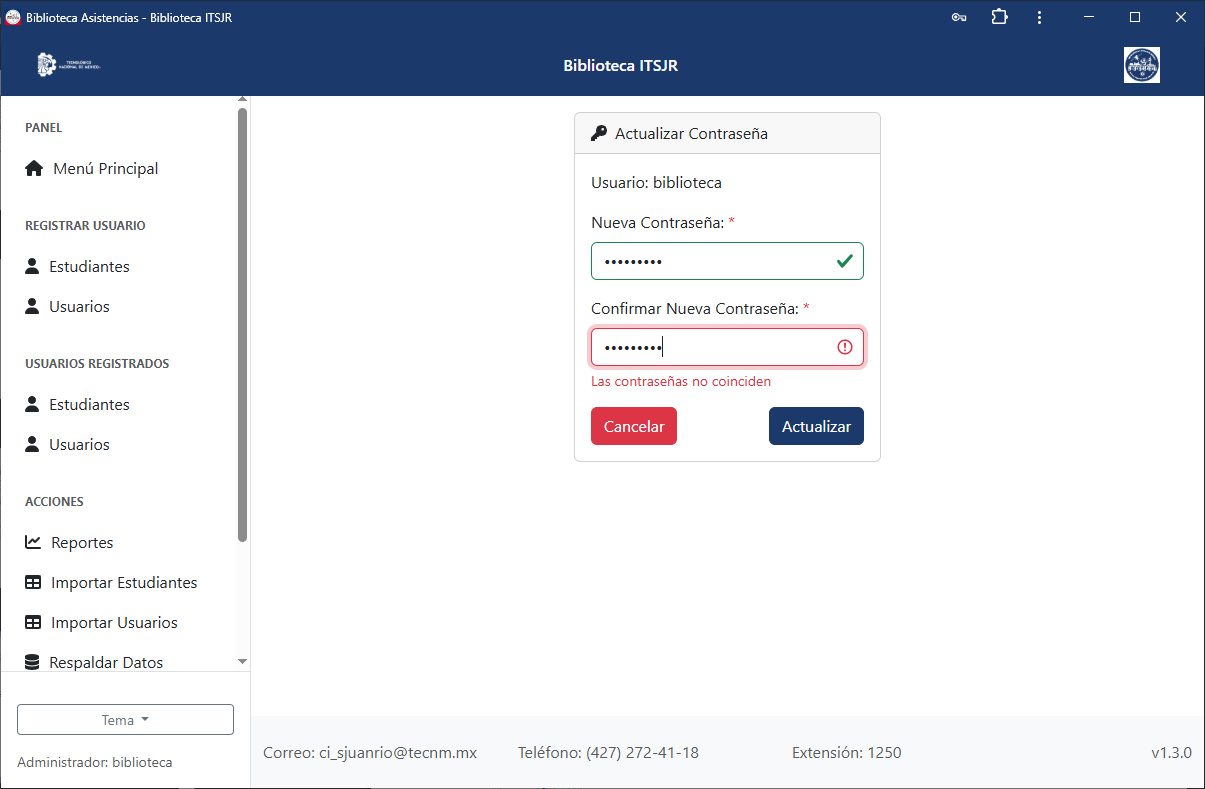 Biblioteca Asistencias - Biblioteca ITSJR
TECNOLÓGICO
NACIONAL DE MÉXICO
Biblioteca ITSJR
PANEL
Menú Principal
REGISTRAR USUARIO
Estudiantes
Usuarios
USUARIOS REGISTRADOS
Estudiantes
Usuarios
ACCIONES
Reportes
Importar Estudiantes
Importar Usuarios
Respaldar Datos
Tema
Administrador: biblioteca
Actualizar Contraseña
Usuario: biblioteca
Nueva Contraseña: *
•••••••••
Confirmar Nueva Contraseña: *
•••••••••
Las contraseñas no coinciden
Cancelar Actualizar
Correo: ci_sjuanrio@tecnm.mx Teléfono: (427) 272-41-18 Extensión: 1250 v1.3.0